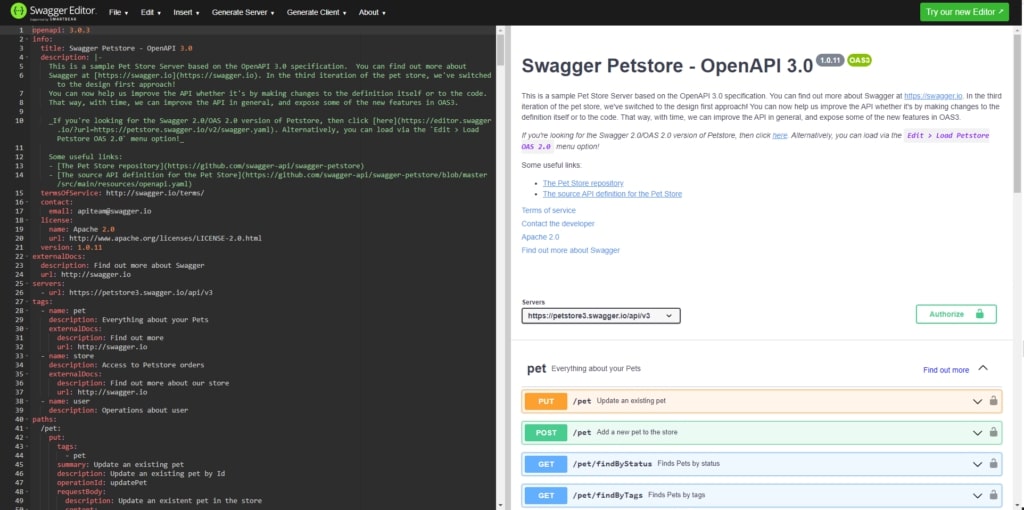 Swagger Editor.
Supported by SMARTBEAR
File ▾ Edit ▾ Insert ▾ Generate Server ▾ Generate Client ▾ About ▾
Try our new Editor ↗
1 openapi: 3.0.3
2 info:
3 title: Swagger Petstore - OpenAPI 3.0
4 description: |-
5 This is a sample Pet Store Server based on the OpenAPI 3.0 specification. You can find out more about
6 Swagger at [https://swagger.io](https://swagger.io). In the third iteration of the pet store, we've switched
to the design first approach!
7 You can now help us improve the API whether it's by making changes to the definition itself or to the code.
8 That way, with time, we can improve the API in general, and expose some of the new features in OAS3.
9
10 _If you're looking for the Swagger 2.0/OAS 2.0 version of Petstore, then click [here](https://editor.swagger
.io/?url=https://petstore.swagger.io/v2/swagger.yaml). Alternatively, you can load via the `Edit > Load
Petstore OAS 2.0` menu option!_
11
12 Some useful links:
13 - [The Pet Store repository](https://github.com/swagger-api/swagger-petstore)
14 - [The source API definition for the Pet Store](https://github.com/swagger-api/swagger-petstore/blob/master
/src/main/resources/openapi.yaml)
15 termsOfService: http://swagger.io/terms/
16 contact:
17 email: apiteam@swagger.io
18 license:
19 name: Apache 2.0
20 url: http://www.apache.org/licenses/LICENSE-2.0.html
21 version: 1.0.11
22 externalDocs:
23 description: Find out more about Swagger
24 url: http://swagger.io
25 servers:
26 - url: https://petstore3.swagger.io/api/v3
27 tags:
28 - name: pet
29 description: Everything about your Pets
30 externalDocs:
31 description: Find out more
32 url: http://swagger.io
33 - name: store
34 description: Access to Petstore orders
35 externalDocs:
36 description: Find out more about our store
37 url: http://swagger.io
38 - name: user
39 description: Operations about user
40 paths:
41 /pet:
42 put:
43 tags:
44 - pet
45 summary: Update an existing pet
46 description: Update an existing pet by Id
47 operationId: updatePet
48 requestBody:
49 description: Update an existent pet in the store
50 content:
Swagger Petstore - OpenAPI 3.0 1.0.11 OAS3
This is a sample Pet Store Server based on the OpenAPI 3.0 specification. You can find out more about Swagger at https://swagger.io. In the third
iteration of the pet store, we've switched to the design first approach! You can now help us improve the API whether it's by making changes to the
definition itself or to the code. That way, with time, we can improve the API in general, and expose some of the new features in OAS3.
If you're looking for the Swagger 2.0/OAS 2.0 version of Petstore, then click here. Alternatively, you can load via the Edit > Load Petstore
OAS 2.0 menu option!
Some useful links:
• The Pet Store repository
• The source API definition for the Pet Store
Terms of service
Contact the developer
Apache 2.0
Find out more about Swagger
Servers
https://petstore3.swagger.io/api/v3
Authorize
pet Everything about your Pets
Find out more
PUT /pet Update an existing pet
POST /pet Add a new pet to the store
GET /pet/findByStatus Finds Pets by status
GET /pet/findByTags Finds Pets by tags